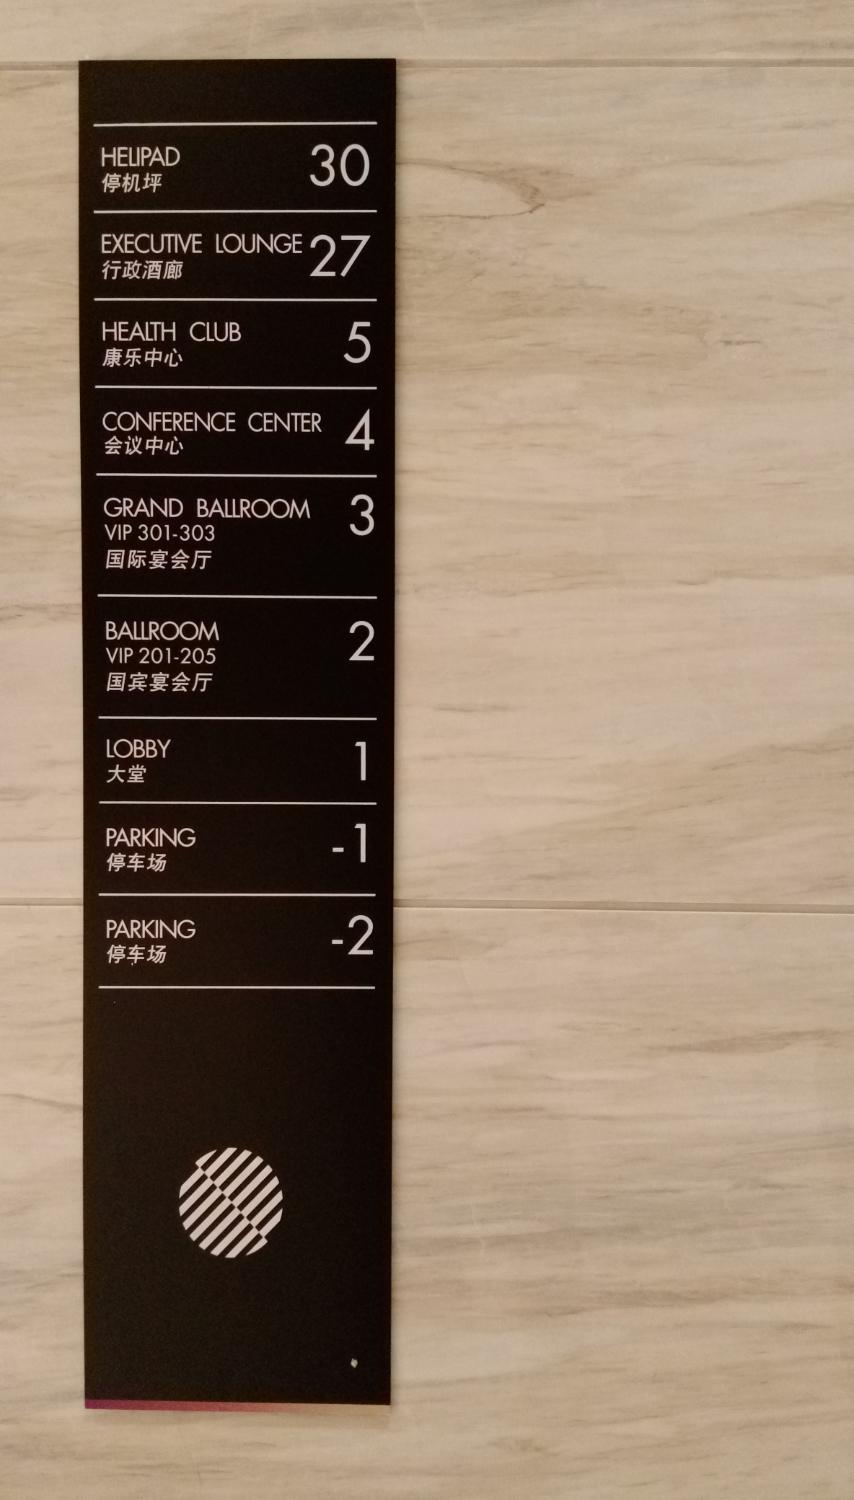 HELIPAD 30
停机坪
EXECUTIVE LOUNGE 27
行政酒廊
HEALTH CLUB 5
康乐中心
CONFERENCE CENTER 4
会议中心
GRAND BALLROOM 3
VIP 301-303
国际宴会厅
BALLROOM 2
VIP 201-205
国宾宴会厅
LOBBY 1
大堂
PARKING -1
停车场
PARKING -2
停车场